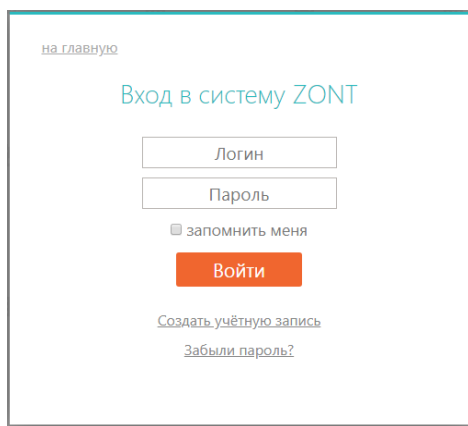 на главную
Вход в систему ZONT
Логин
Пароль
запомнить меня
Войти
Создать учётную запись
Забыли пароль?